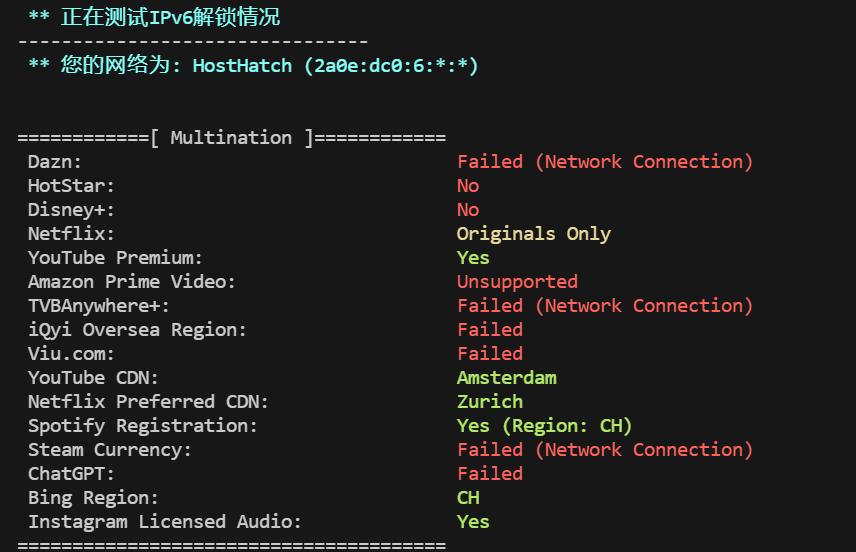 ** 正在测试IPv6解锁情况
--------------------------------
** 您的网络为: HostHatch (2a0e:dc0:6:*:*)
============[ Multination ]============
Dazn: Failed (Network Connection)
HotStar: No
Disney+: No
Netflix: Originals Only
YouTube Premium: Yes
Amazon Prime Video: Unsupported
TVBAnywhere+: Failed (Network Connection)
iQyi Oversea Region: Failed
Viu.com: Failed
YouTube CDN: Amsterdam
Netflix Preferred CDN: Zurich
Spotify Registration: Yes (Region: CH)
Steam Currency: Failed (Network Connection)
ChatGPT: Failed
Bing Region: CH
Instagram Licensed Audio: Yes
=======================================